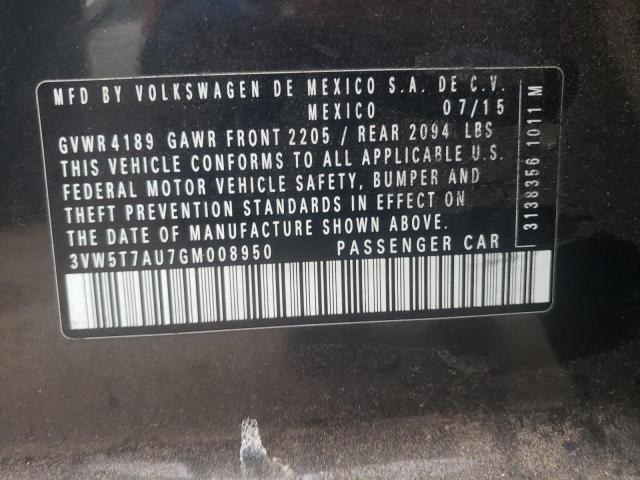 MFD BY VOLKSWAGEN DE MEXICO S.A. DE C.V.
MEXICO 07/15
GVWR 4189 GAWR FRONT 2205 / REAR 2094 LBS
THIS VEHICLE CONFORMS TO ALL APPLICABLE U.S.
FEDERAL MOTOR VEHICLE SAFETY, BUMPER AND
THEFT PREVENTION STANDARDS IN EFFECT ON
THE DATE OF MANUFACTURE SHOWN ABOVE.
3VW5T7AU7GM008950 PASSENGER CAR
3138356 1011 M